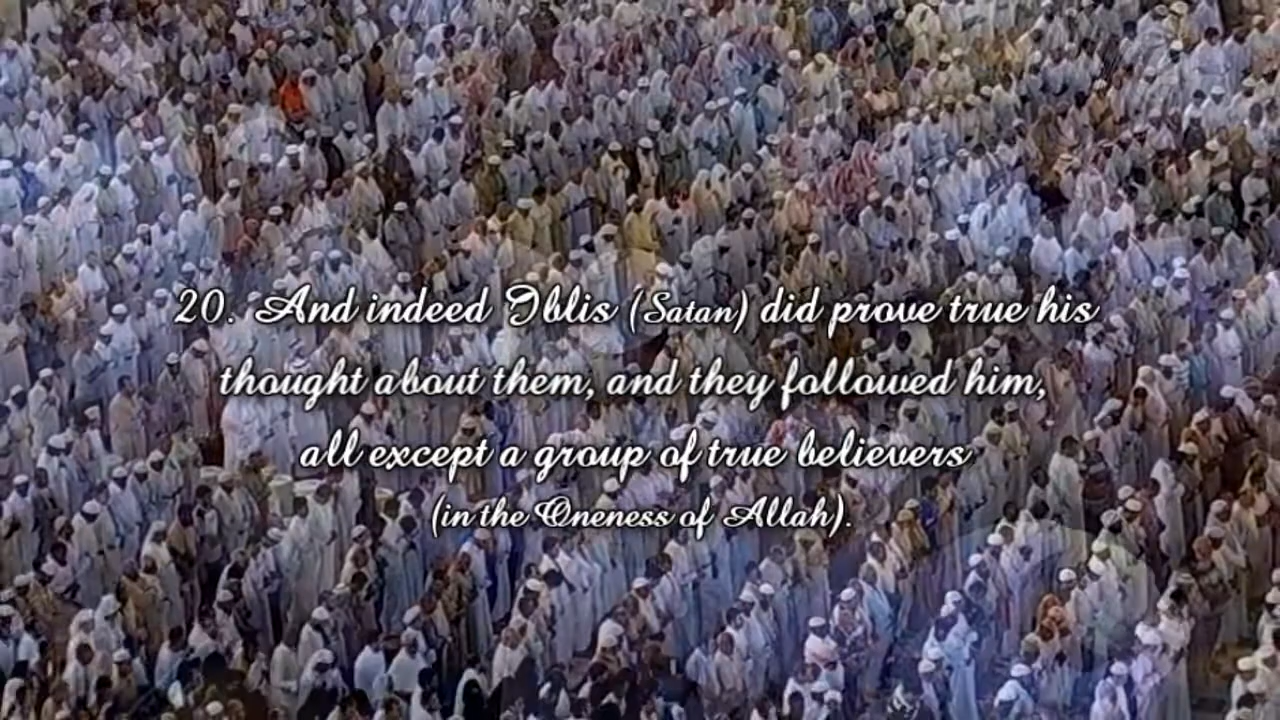 20. And indeed Iblis (Satan) did prove true his
thought about them, and they followed him,
all except a group of true believers
(in the Oneness of Allah).